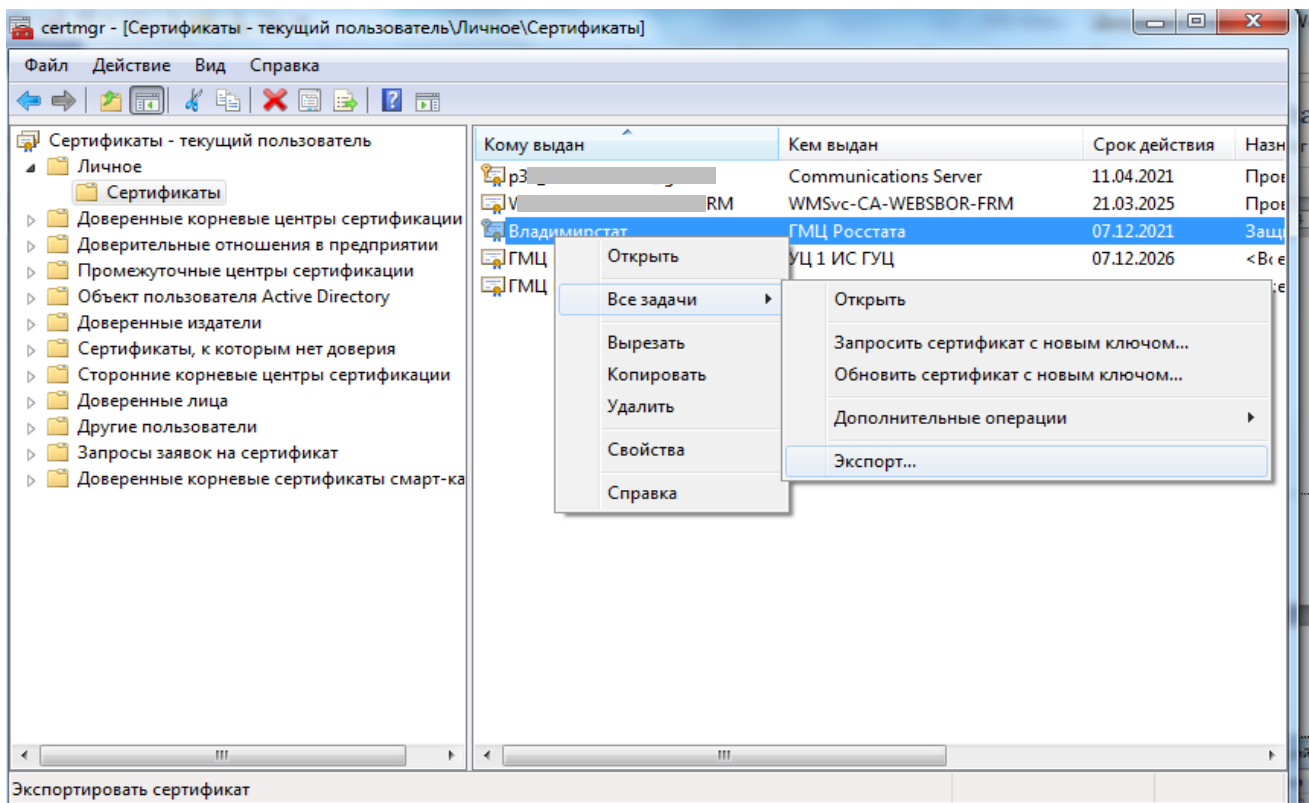 certmgr - [Сертификаты - текущий пользователь\Личное\Сертификаты]
Файл Действие Вид Справка
Сертификаты - текущий пользователь
Личное
Сертификаты
Доверенные корневые центры сертификации
Доверительные отношения в предприятии
Промежуточные центры сертификации
Объект пользователя Active Directory
Доверенные издатели
Сертификаты, к которым нет доверия
Сторонние корневые центры сертификации
Доверенные лица
Другие пользователи
Запросы заявок на сертификат
Доверенные корневые сертификаты смарт-ка
Кому выдан Кем выдан Срок действия Назн
p3 Communications Server 11.04.2021 Пров
RM WMSvc-CA-WEBSBOR-FRM 21.03.2025 Пров
Владимирстат ГМЦ Росстата 07.12.2021 Защи
ГМЦ УЦ 1 ИС ГУЦ 07.12.2026 <Все
ГМЦ
Открыть
Все задачи
Вырезать
Копировать
Удалить
Свойства
Справка
Открыть
Запросить сертификат с новым ключом...
Обновить сертификат с новым ключом...
Дополнительные операции
Экспорт...
Экспортировать сертификат